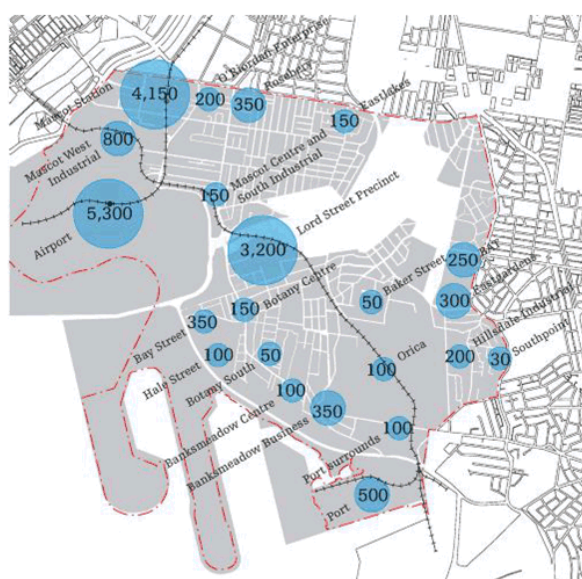 O'Riordan Enterprise
Mascot Station
4,150
200
350
Rosebery
150
Eastlakes
800
Mascot West
Industrial
Mascot Centre and
South Industrial
150
5,300
Airport
Lord Street Precinct
3,200
250
BAT
300
Eastgardens
Baker Street
50
Botany Centre
150
350
Bay Street
100
Hale Street
50
Botany South
Orica
100
200
Hillsdale Industrial
30
Southpoint
100
Banksmeadow Centre
350
Banksmeadow Business
100
Port surrounds
500
Port